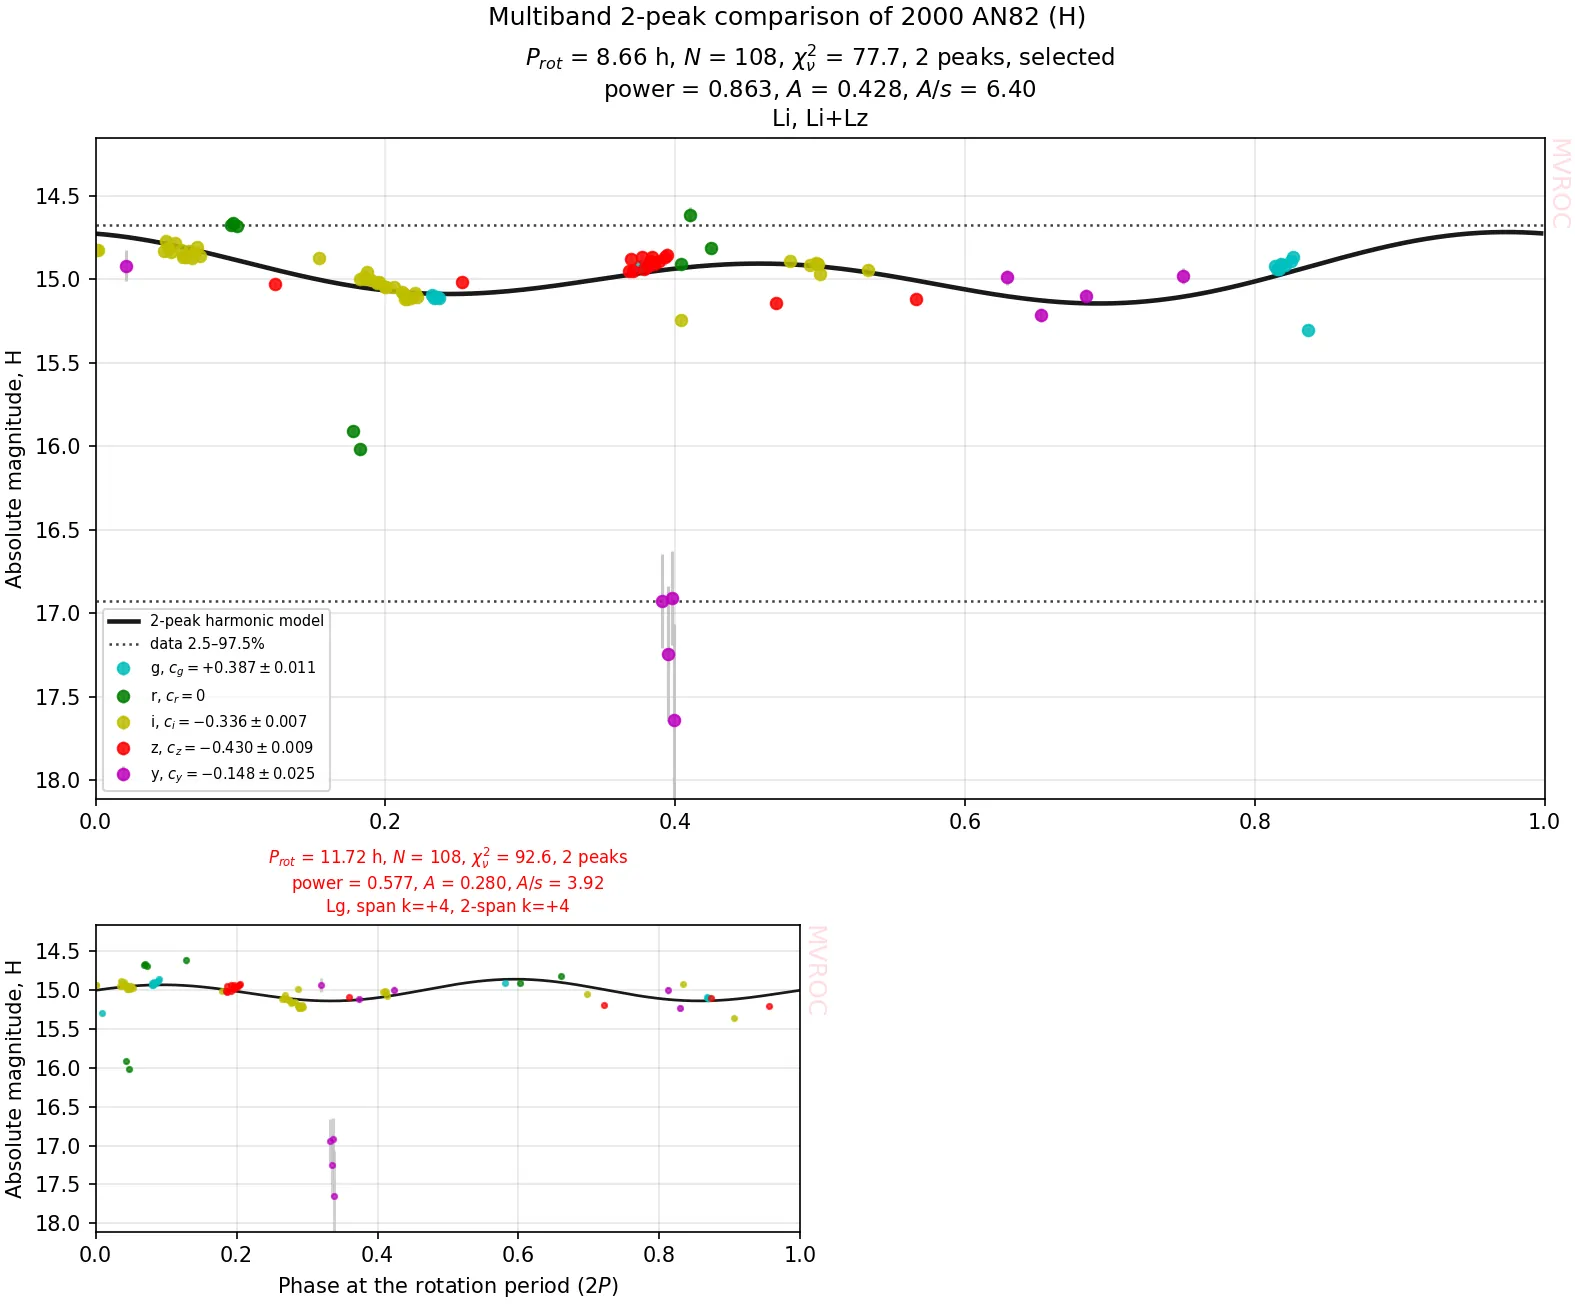 Multiband 2-peak comparison of 2000 AN82 (H)
P_rot = 8.66 h, N = 108, χ²_ν = 77.7, 2 peaks, selected
power = 0.863, A = 0.428, A/s = 6.40
Li, Li+Lz
MVROC
14.5
15.0
15.5
16.0
16.5
17.0
17.5
18.0
Absolute magnitude, H
2-peak harmonic model
data 2.5–97.5%
g, c_g = +0.387 ± 0.011
r, c_r = 0
i, c_i = −0.336 ± 0.007
z, c_z = −0.430 ± 0.009
y, c_y = −0.148 ± 0.025
0.0 0.2 0.4 0.6 0.8 1.0
P_rot = 11.72 h, N = 108, χ²_ν = 92.6, 2 peaks
power = 0.577, A = 0.280, A/s = 3.92
Lg, span k=+4, 2-span k=+4
MVROC
14.5
15.0
15.5
16.0
16.5
17.0
17.5
18.0
Absolute magnitude, H
0.0 0.2 0.4 0.6 0.8 1.0
Phase at the rotation period (2P)